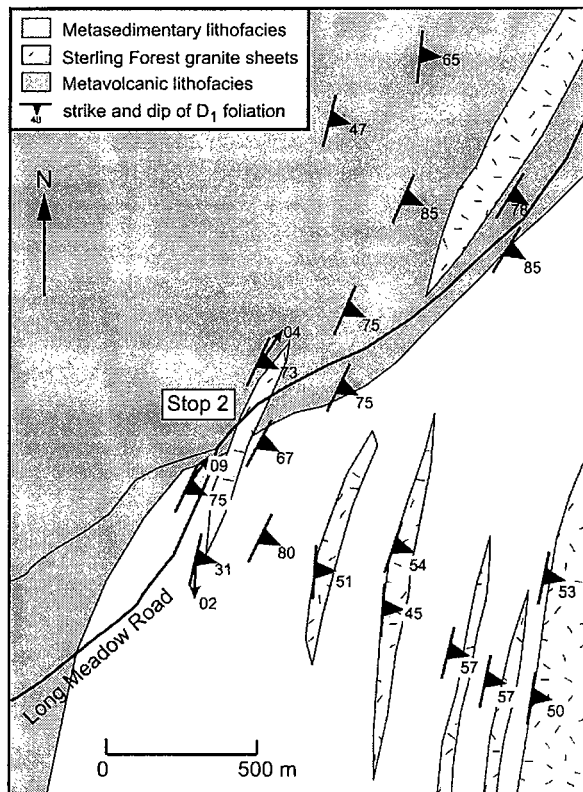 Metasedimentary lithofacies
Sterling Forest granite sheets
Metavolcanic lithofacies
48 strike and dip of D1 foliation
65
47
N
85
78
85
04
75
73
Stop 2
75
09
67
75
80
54
31
51
53
02
45
57
57
50
Long Meadow Road
0 500 m